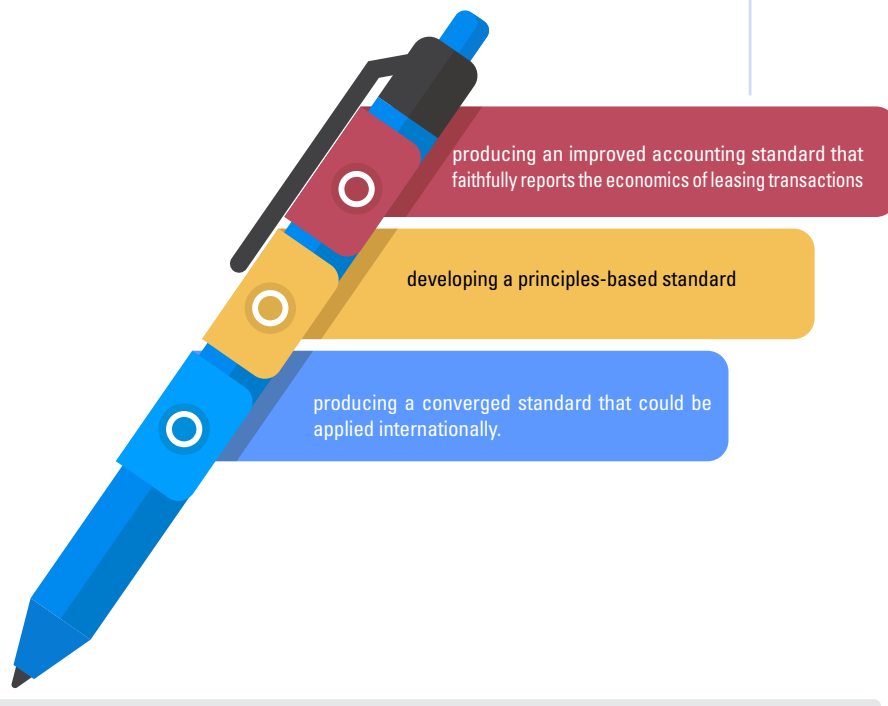 producing an improved accounting standard that
faithfully reports the economics of leasing transactions
developing a principles-based standard
producing a converged standard that could be
applied internationally.